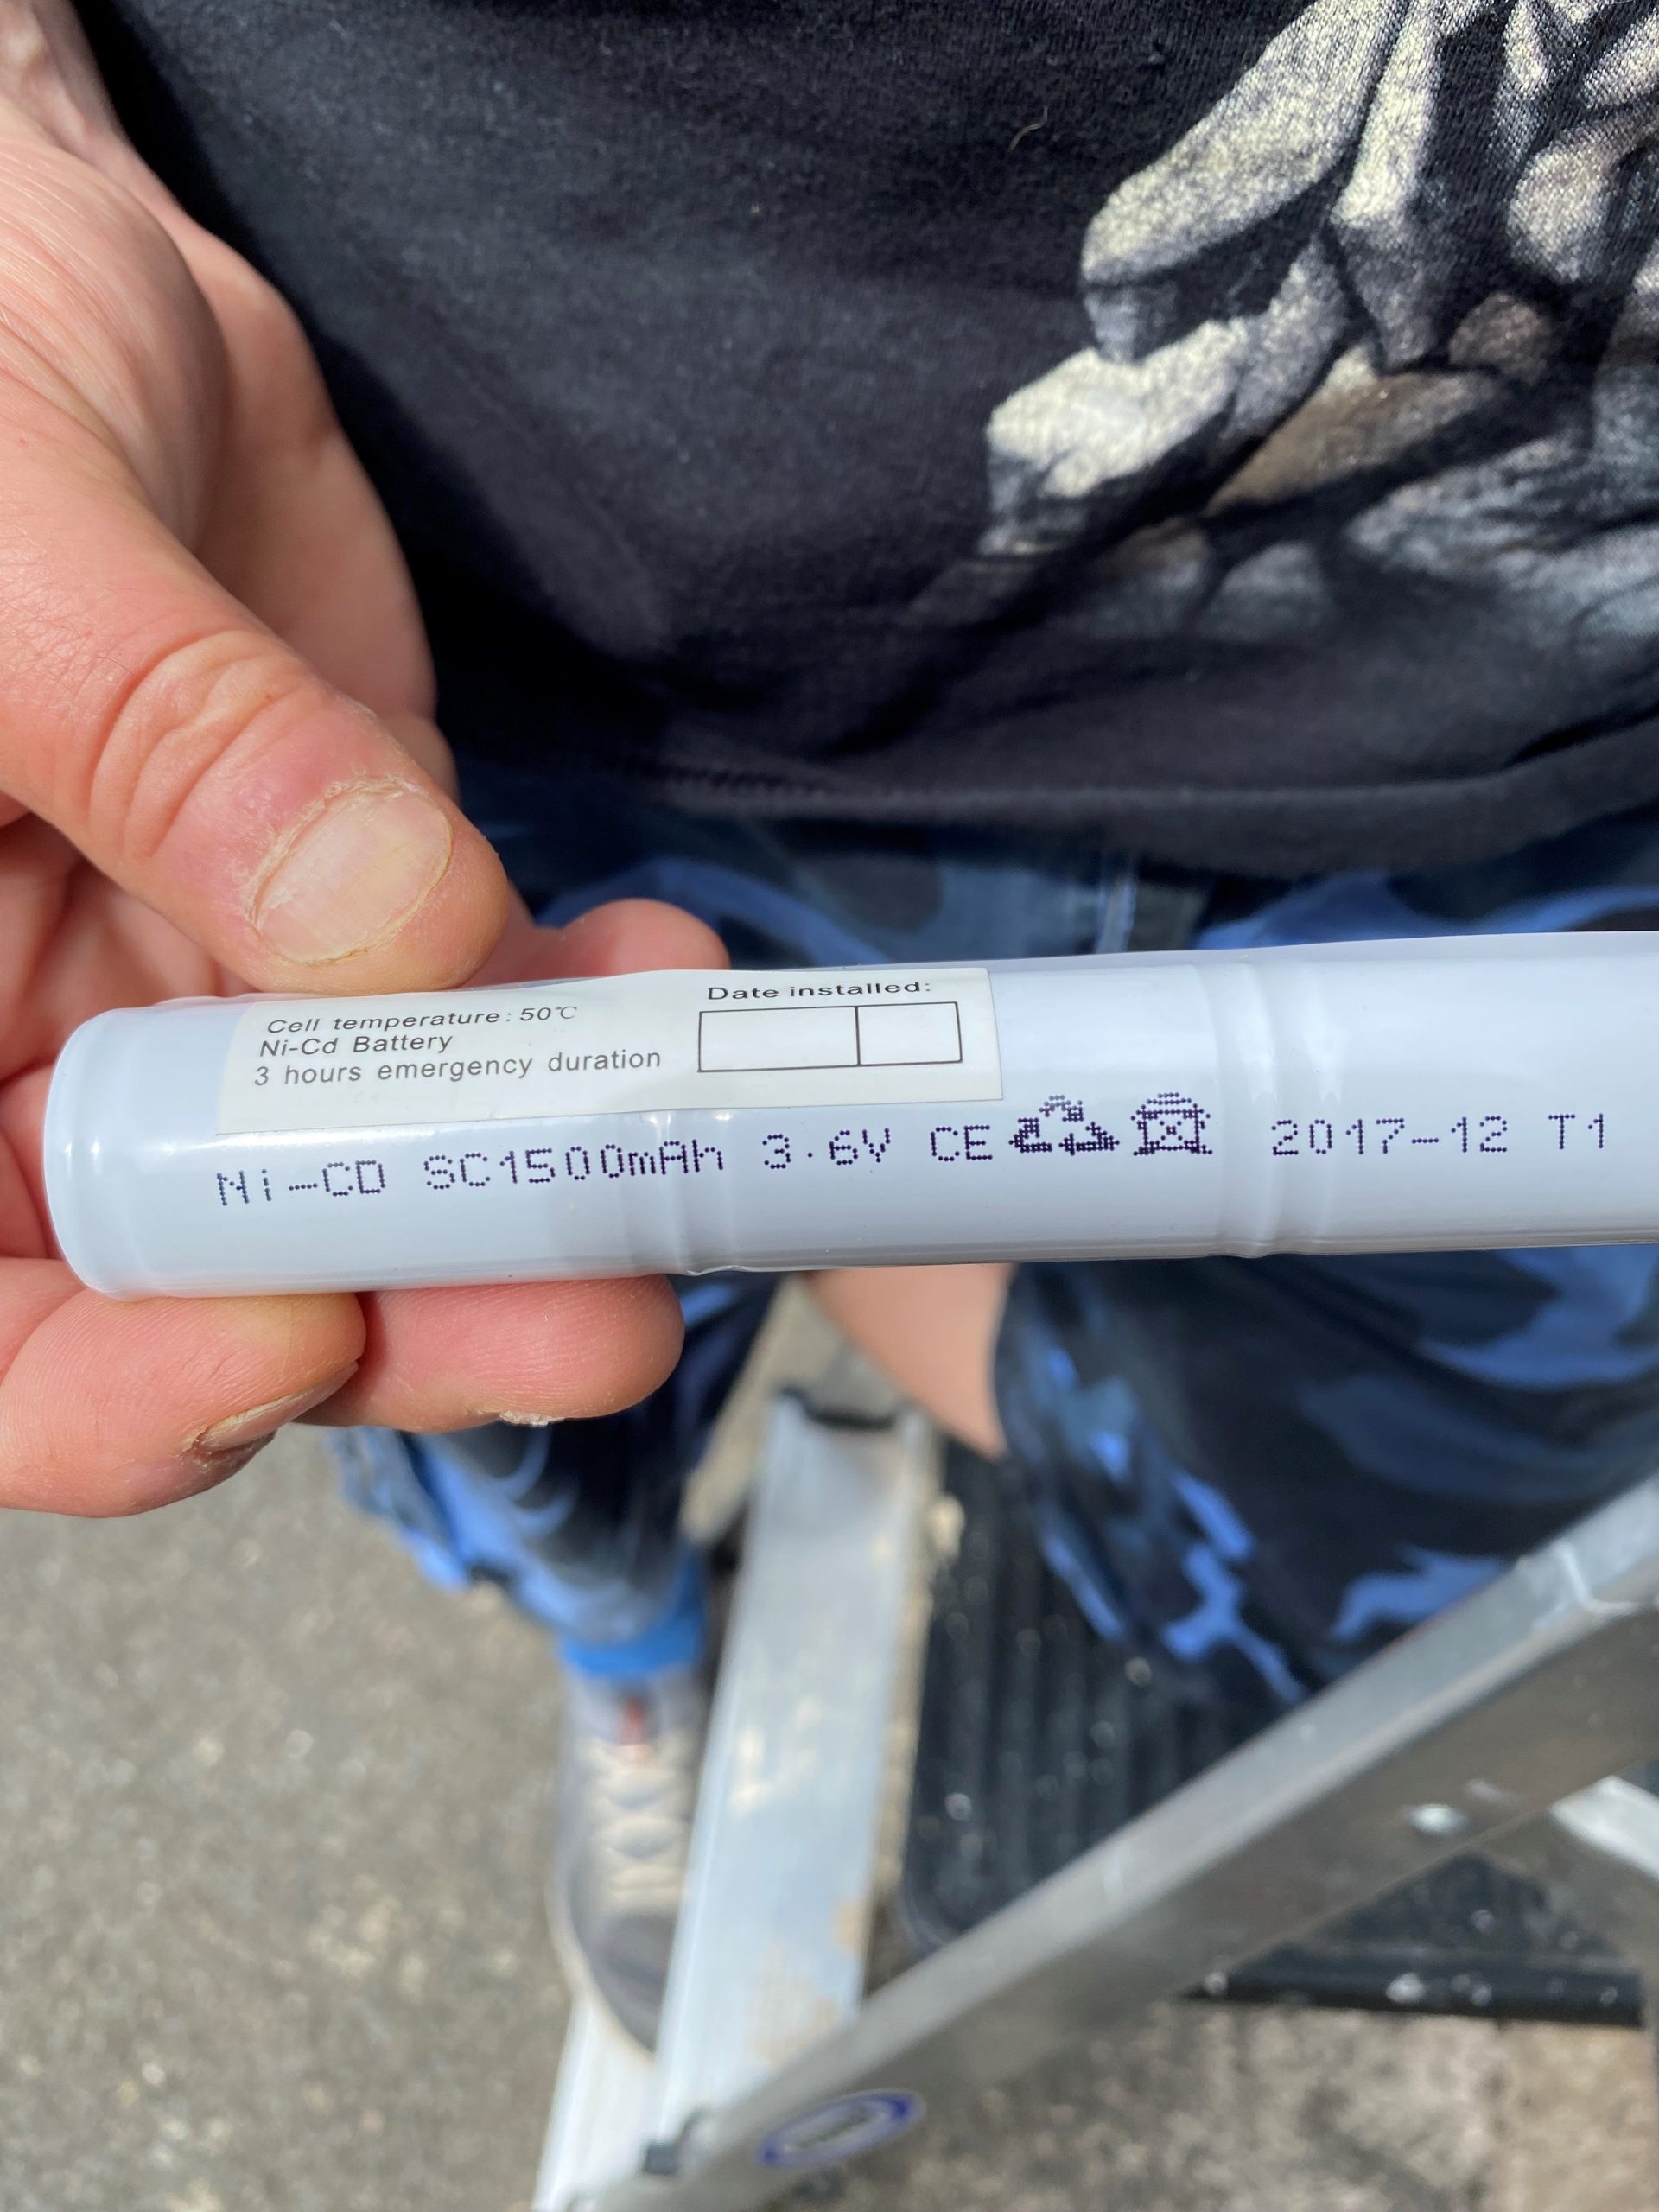 Cell temperature: 50℃
Ni-Cd Battery
3 hours emergency duration
Date installed:
Ni-CD SC1500mAh 3.6V CE 2017-12 T1